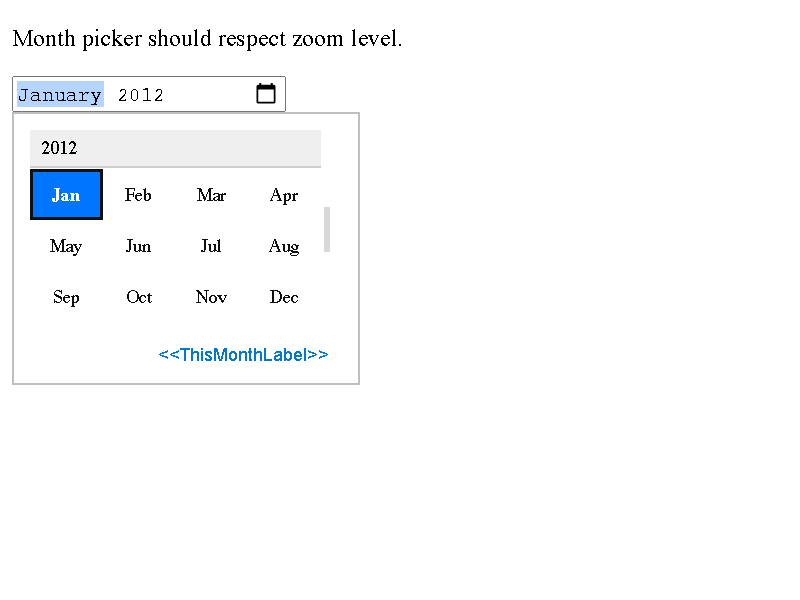 Month picker should respect zoom level.
January 2012
2012
Jan Feb Mar Apr
May Jun Jul Aug
Sep Oct Nov Dec
<<ThisMonthLabel>>